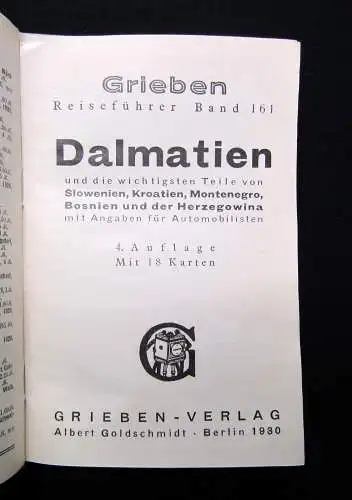 Grieben
Reiseführer Band 161
Dalmatien
und die wichtigsten Teile von
Slowenien, Kroatien, Montenegro,
Bosnien und der Herzegowina
mit Angaben für Automobilisten
4. Auflage
Mit 18 Karten
G
GRIEBEN-VERLAG
Albert Goldschmidt · Berlin 1930